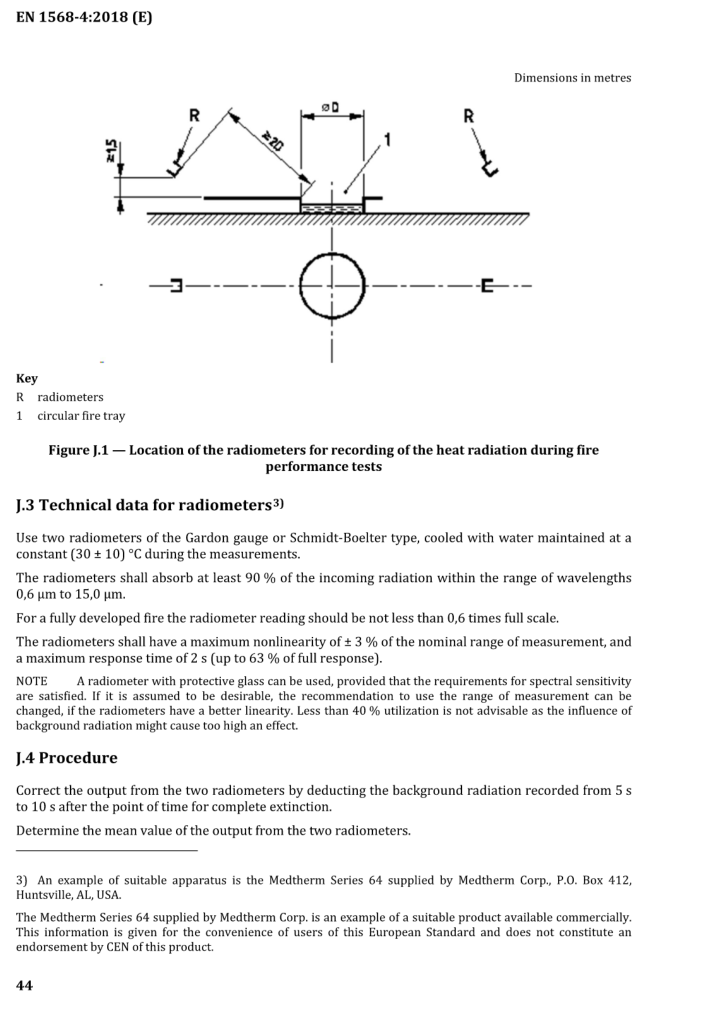 EN 1568-4:2018 (E)
Dimensions in metres
R
⌀D
R
1
≥1,5
≥2D
Key
R radiometers
1 circular fire tray
Figure J.1 — Location of the radiometers for recording of the heat radiation during fire
performance tests
J.3 Technical data for radiometers3)
Use two radiometers of the Gardon gauge or Schmidt-Boelter type, cooled with water maintained at a
constant (30 ± 10) °C during the measurements.
The radiometers shall absorb at least 90 % of the incoming radiation within the range of wavelengths
0,6 μm to 15,0 μm.
For a fully developed fire the radiometer reading should be not less than 0,6 times full scale.
The radiometers shall have a maximum nonlinearity of ± 3 % of the nominal range of measurement, and
a maximum response time of 2 s (up to 63 % of full response).
NOTE A radiometer with protective glass can be used, provided that the requirements for spectral sensitivity
are satisfied. If it is assumed to be desirable, the recommendation to use the range of measurement can be
changed, if the radiometers have a better linearity. Less than 40 % utilization is not advisable as the influence of
background radiation might cause too high an effect.
J.4 Procedure
Correct the output from the two radiometers by deducting the background radiation recorded from 5 s
to 10 s after the point of time for complete extinction.
Determine the mean value of the output from the two radiometers.
3) An example of suitable apparatus is the Medtherm Series 64 supplied by Medtherm Corp., P.O. Box 412,
Huntsville, AL, USA.
The Medtherm Series 64 supplied by Medtherm Corp. is an example of a suitable product available commercially.
This information is given for the convenience of users of this European Standard and does not constitute an
endorsement by CEN of this product.
44